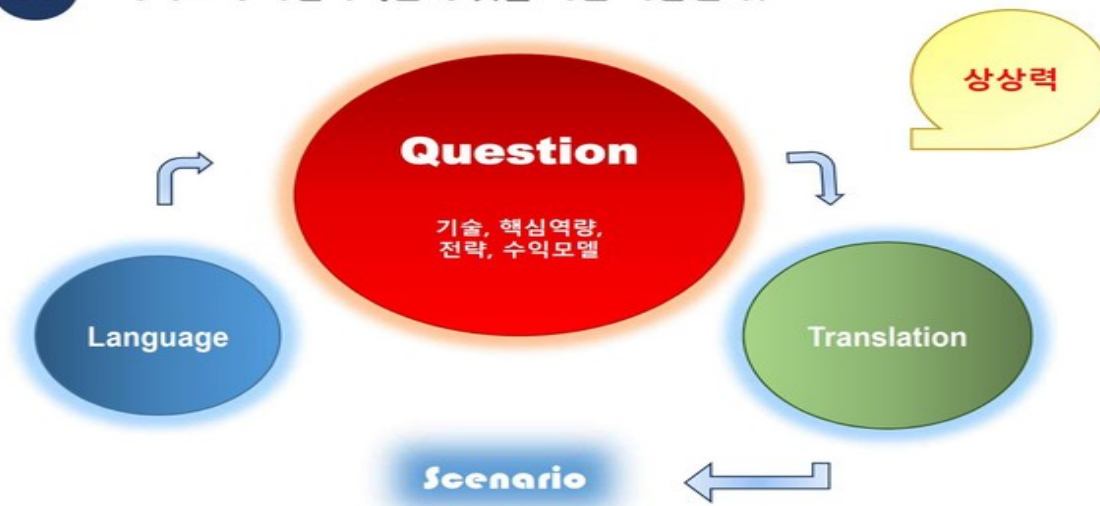 상상력
Question
기술, 핵심역량,
전략, 수익모델
Language
Translation
Scenario